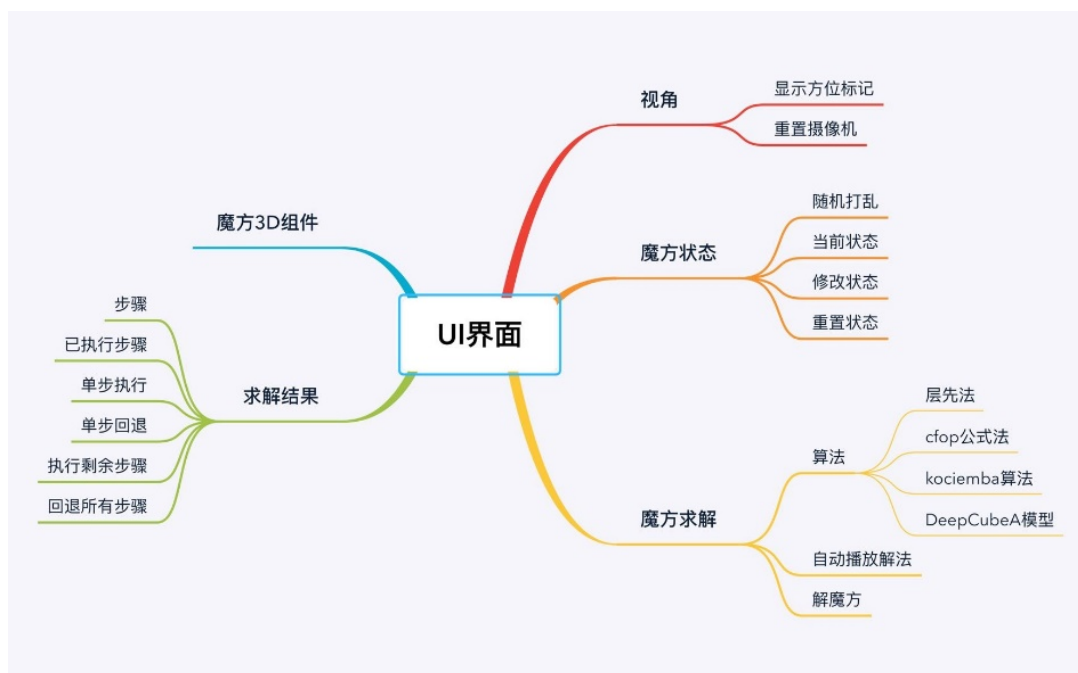 UI界面
视角
显示方位标记
重置摄像机
魔方状态
随机打乱
当前状态
修改状态
重置状态
魔方求解
算法
层先法
cfop公式法
kociemba算法
DeepCubeA模型
自动播放解法
解魔方
魔方3D组件
求解结果
步骤
已执行步骤
单步执行
单步回退
执行剩余步骤
回退所有步骤